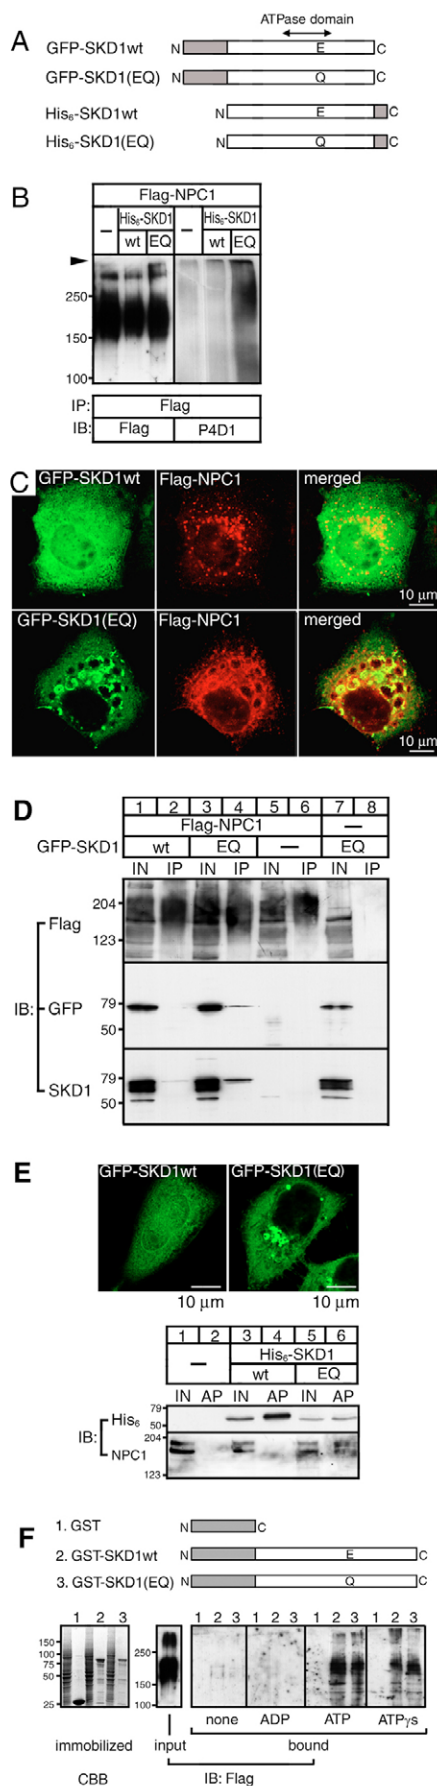 A
ATPase domain
GFP-SKD1wt N E C
GFP-SKD1(EQ) N Q C
His6-SKD1wt N E C
His6-SKD1(EQ) N Q C
B
Flag-NPC1
– His6-SKD1 – His6-SKD1
wt EQ wt EQ
250
150
100
IP: Flag
IB: Flag P4D1
C
GFP-SKD1wt Flag-NPC1 merged
10 µm
GFP-SKD1(EQ) Flag-NPC1 merged
10 µm
D
1 2 3 4 5 6 7 8
Flag-NPC1 –
GFP-SKD1 wt EQ – EQ
IN IP IN IP IN IP IN IP
204
Flag
123
IB: GFP
79
50
79
SKD1
50
E
GFP-SKD1wt GFP-SKD1(EQ)
10 µm 10 µm
1 2 3 4 5 6
– His6-SKD1
wt EQ
IN AP IN AP IN AP
79
His6
50
IB:
204
NPC1
123
F
1. GST N C
2. GST-SKD1wt N E C
3. GST-SKD1(EQ) N Q C
1 2 3 1 2 3 1 2 3 1 2 3 1 2 3
150
100
75
50
25
250
150
100
none ADP ATP ATPγs
immobilized input bound
CBB IB: Flag